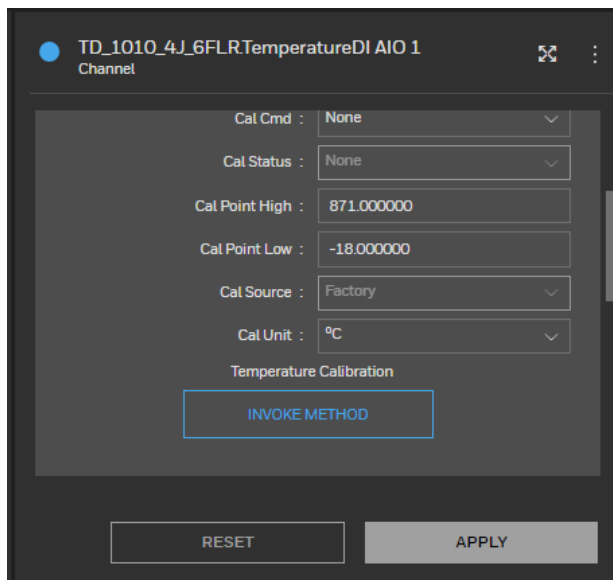 TD_1010_4J_6FLR.TemperatureDI AIO 1
Channel
Cal Cmd : None
Cal Status : None
Cal Point High : 871.000000
Cal Point Low : -18.000000
Cal Source : Factory
Cal Unit : ºC
Temperature Calibration
INVOKE METHOD
RESET APPLY